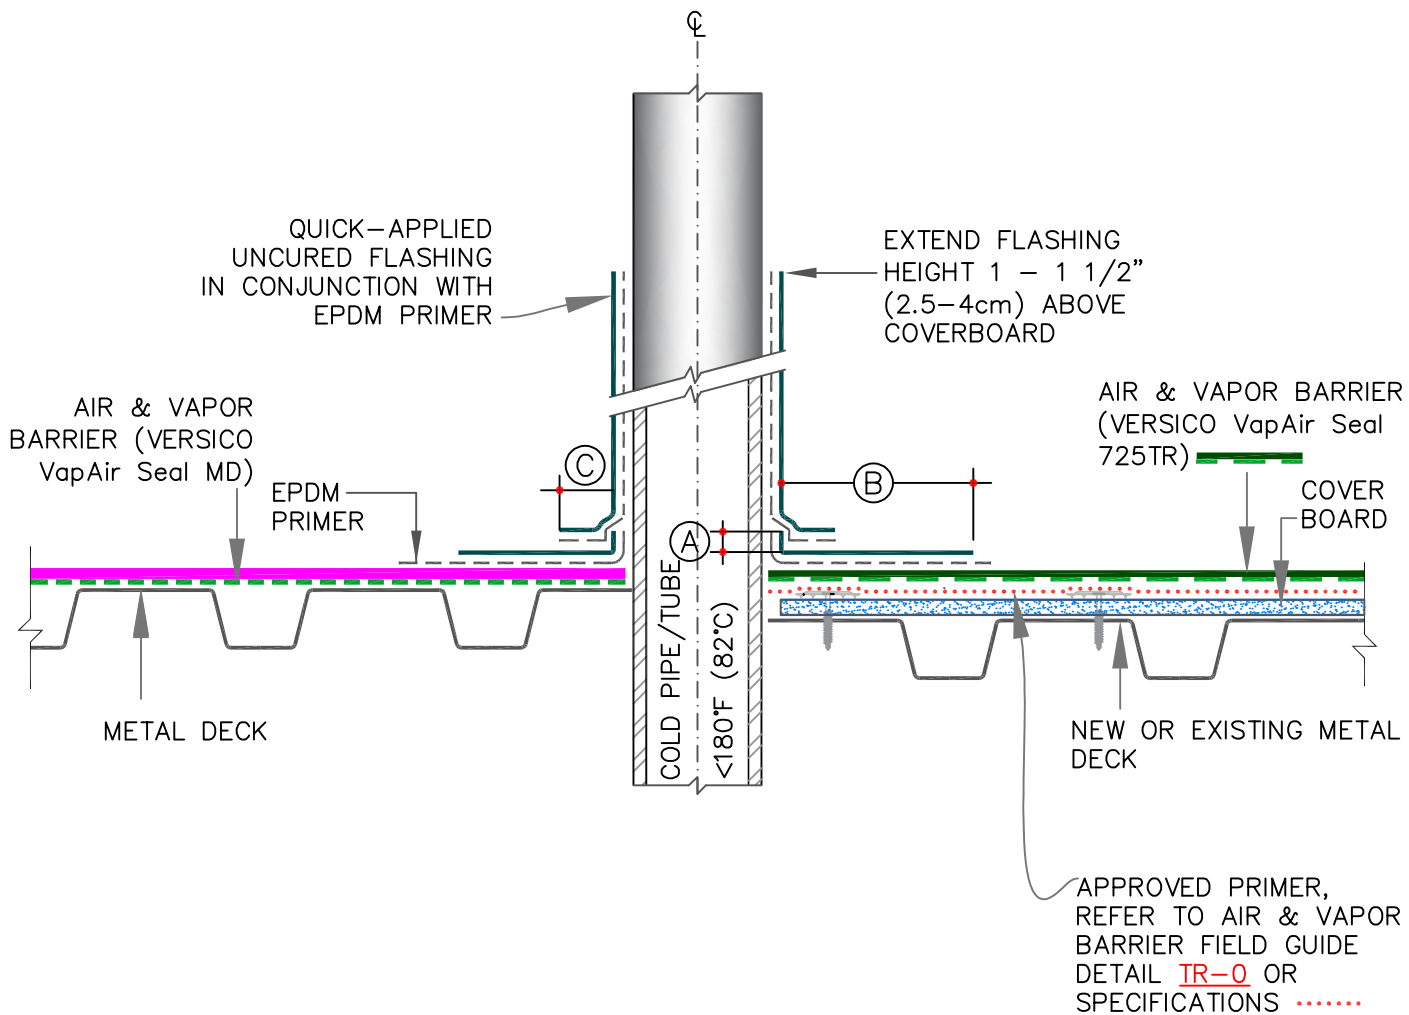 ℄
QUICK-APPLIED
UNCURED FLASHING
IN CONJUNCTION WITH
EPDM PRIMER
EXTEND FLASHING
HEIGHT 1 - 1 1/2"
(2.5-4cm) ABOVE
COVERBOARD
AIR & VAPOR
BARRIER (VERSICO
VapAir Seal MD)
EPDM
PRIMER
C
B
A
AIR & VAPOR BARRIER
(VERSICO VapAir Seal
725TR)
COVER
BOARD
COLD PIPE/TUBE
<180°F (82°C)
METAL DECK
NEW OR EXISTING METAL
DECK
APPROVED PRIMER,
REFER TO AIR & VAPOR
BARRIER FIELD GUIDE
DETAIL TR-0 OR
SPECIFICATIONS